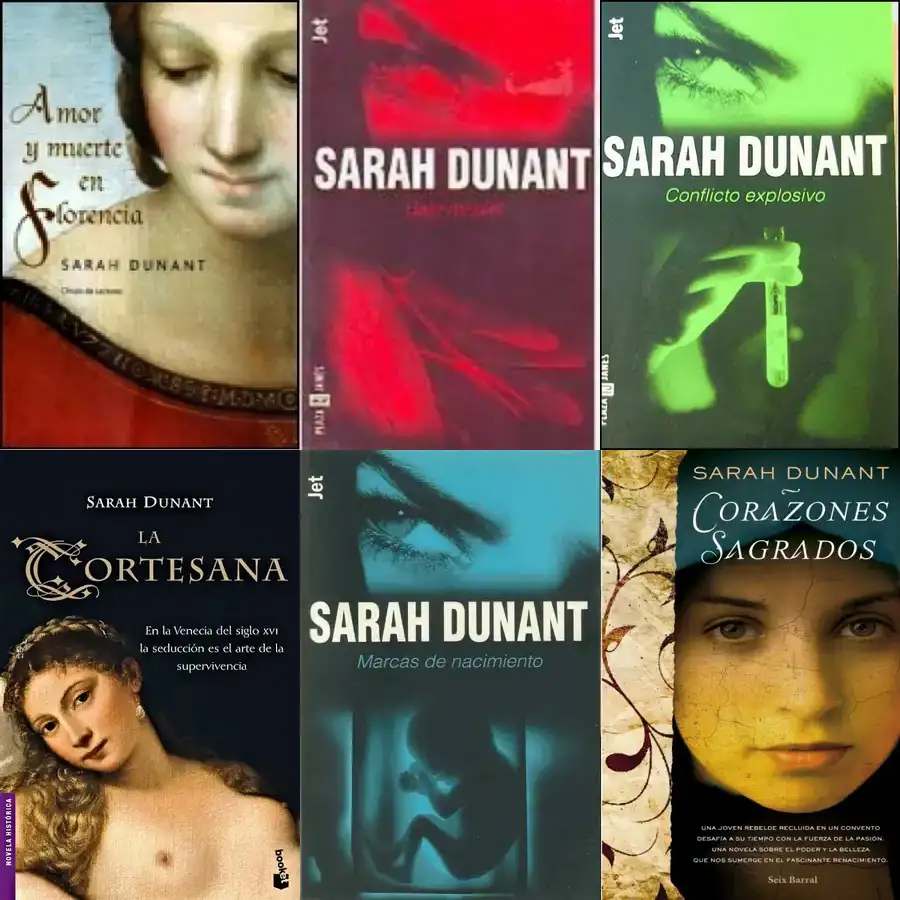 Amor
y muerte
en
Florencia
SARAH DUNANT
Círculo de Lectores
Jet
SARAH DUNANT
PLAZA JANÉS
Jet
SARAH DUNANT
Conflicto explosivo
PLAZA JANÉS
SARAH DUNANT
LA
CORTESANA
En la Venecia del siglo XVI
la seducción es el arte de la
supervivencia
NOVELA HISTÓRICA
booket
Jet
SARAH DUNANT
Marcas de nacimiento
SARAH DUNANT
CORAZONES
SAGRADOS
UNA JOVEN REBELDE RECLUIDA EN UN CONVENTO
DESAFÍA A SU TIEMPO CON LA FUERZA DE LA PASIÓN.
UNA NOVELA SOBRE EL PODER Y LA BELLEZA
QUE NOS SUMERGE EN EL FASCINANTE RENACIMIENTO.
Seix Barral